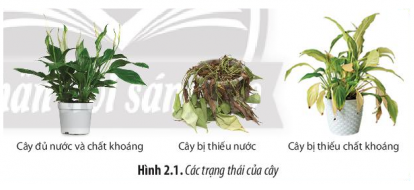 Cây đủ nước và chất khoáng
Cây bị thiếu nước
Cây bị thiếu chất khoáng
Hình 2.1. Các trạng thái của cây